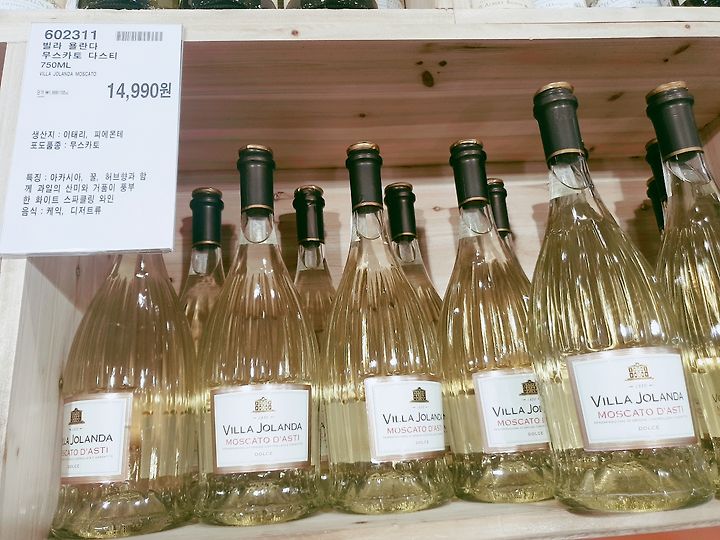 602311
빌라 욜란다
무스카토 다스티
750ML
VILLA JOLANDA MOSCATO
14,990원
생산지 : 이태리, 피에몬테
포도품종 : 무스카토
특징 : 아카시아, 꿀, 허브향과 함
께 과일의 산미와 거품이 풍부
한 화이트 스파클링 와인
음식 : 케익, 디저트류
LLA JOLANDA
MOSCATO D'ASTI
DOLCE
VILLA JOLANDA
MOSCATO D'ASTI
DOLCE
VILLA JOLAND
MOSCATO D'ASTI
DOLCE
VILLA JO
MOSCATO D
DOLCE
VILLA JOLANDA
MOSCATO D'ASTI
DOLCE